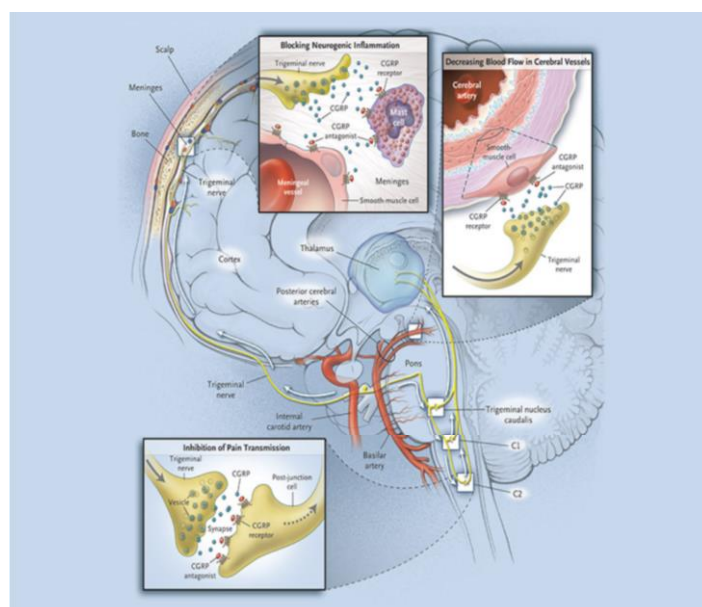 Blocking Neurogenic Inflammation
Trigeminal nerve
CGRP
receptor
CGRP
Mast
cell
CGRP
antagonist
Meningeal
vessel
Meninges
Smooth-muscle cell
Decreasing Blood Flow in Cerebral Vessels
Cerebral
artery
Smooth-
muscle cell
CGRP
antagonist
CGRP
CGRP
receptor
Trigeminal
nerve
Scalp
Meninges
Bone
Trigeminal
nerve
Cortex
Thalamus
Posterior cerebral
arteries
Pons
Trigeminal
nerve
Internal
carotid artery
Basilar
artery
Trigeminal nucleus
caudalis
C1
C2
Inhibition of Pain Transmission
Trigeminal
nerve
CGRP
Post-junction
cell
Vesicle
Synapse
CGRP
receptor
CGRP
antagonist